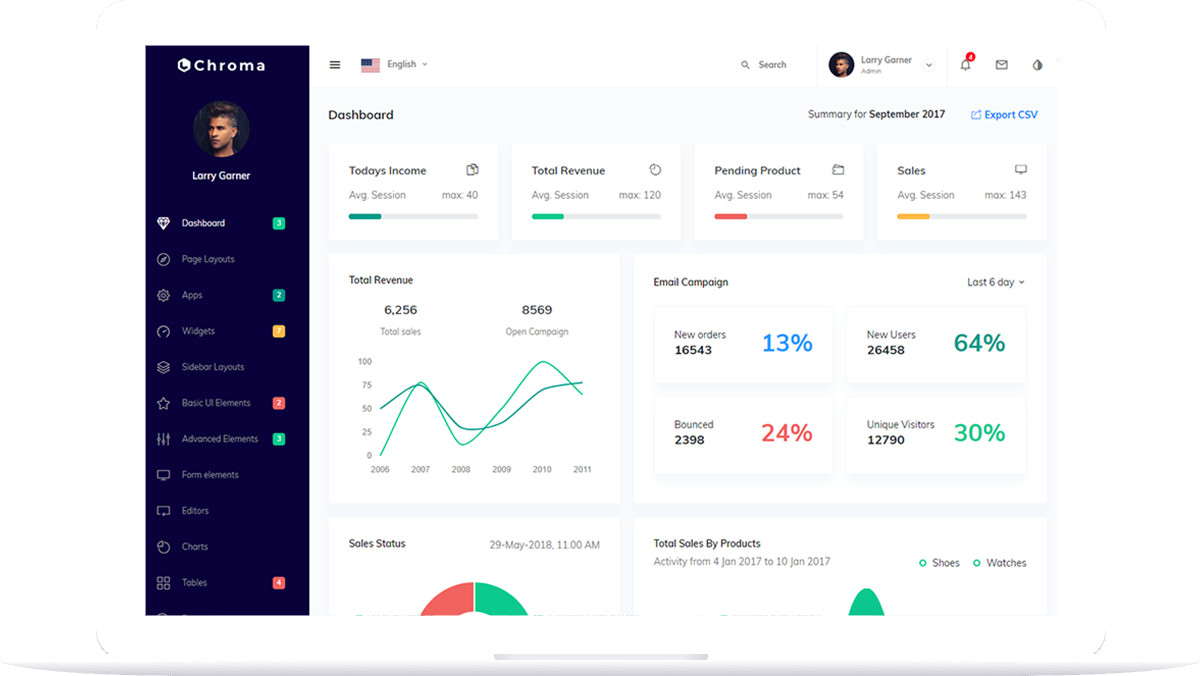 Chroma
Larry Garner
Dashboard 3
Page Layouts
Apps 2
Widgets 7
Sidebar Layouts
Basic UI Elements 2
Advanced Elements 3
Form elements
Editors
Charts
Tables 4
English
Search
Larry Garner
Admin
4
Dashboard
Summary for September 2017
Export CSV
Todays Income
Avg. Session max: 40
Total Revenue
Avg. Session max: 120
Pending Product
Avg. Session max: 54
Sales
Avg. Session max: 143
Total Revenue
6,256 8569
Total sales Open Campaign
100
75
50
25
0
2006 2007 2008 2009 2010 2011
Email Campaign Last 6 day
New orders
16543
13%
New Users
26458
64%
Bounced
2398
24%
Unique Visitors
12790
30%
Sales Status 29-May-2018, 11.00 AM
Total Sales By Products
Activity from 4 Jan 2017 to 10 Jan 2017
Shoes Watches